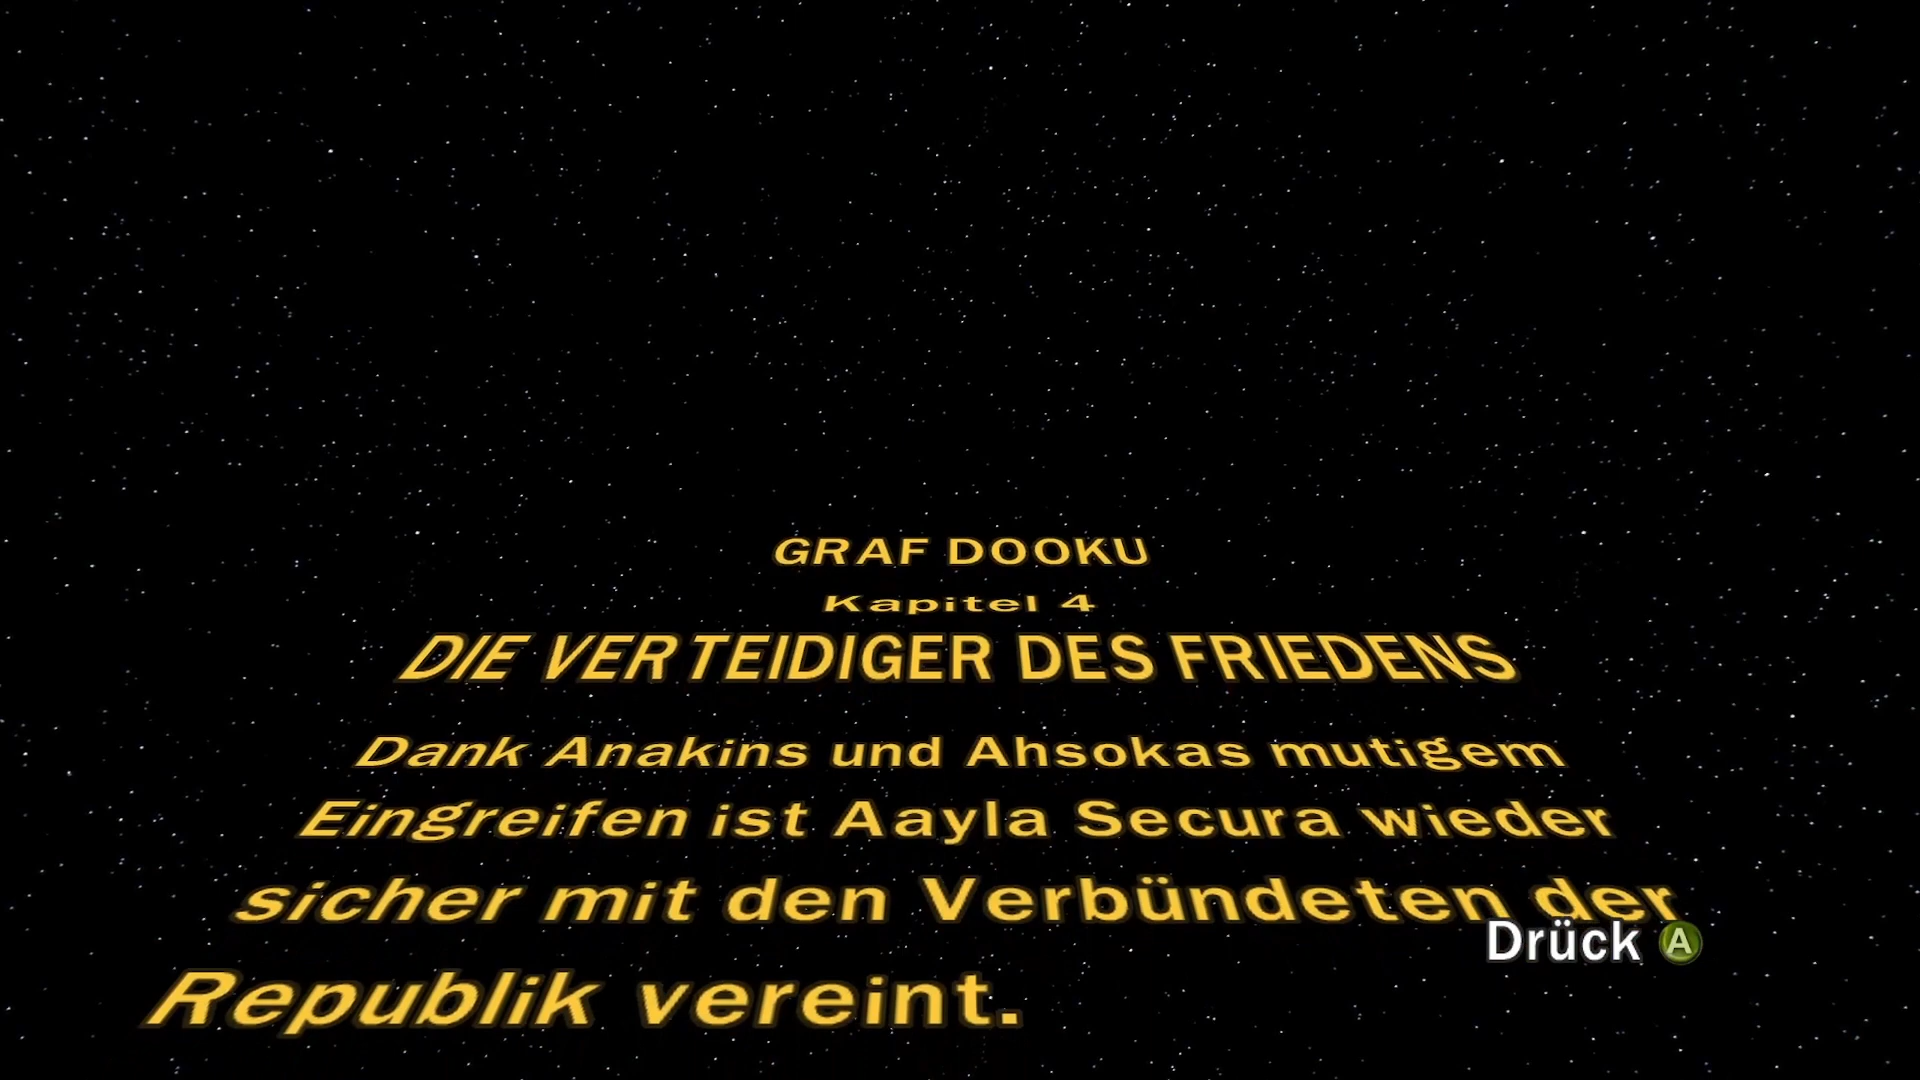 GRAF DOOKU
Kapitel 4
DIE VERTEIDIGER DES FRIEDENS
Dank Anakins und Ahsokas mutigem
Eingreifen ist Aayla Secura wieder
sicher mit den Verbündeten der
Drück A
Republik vereint.